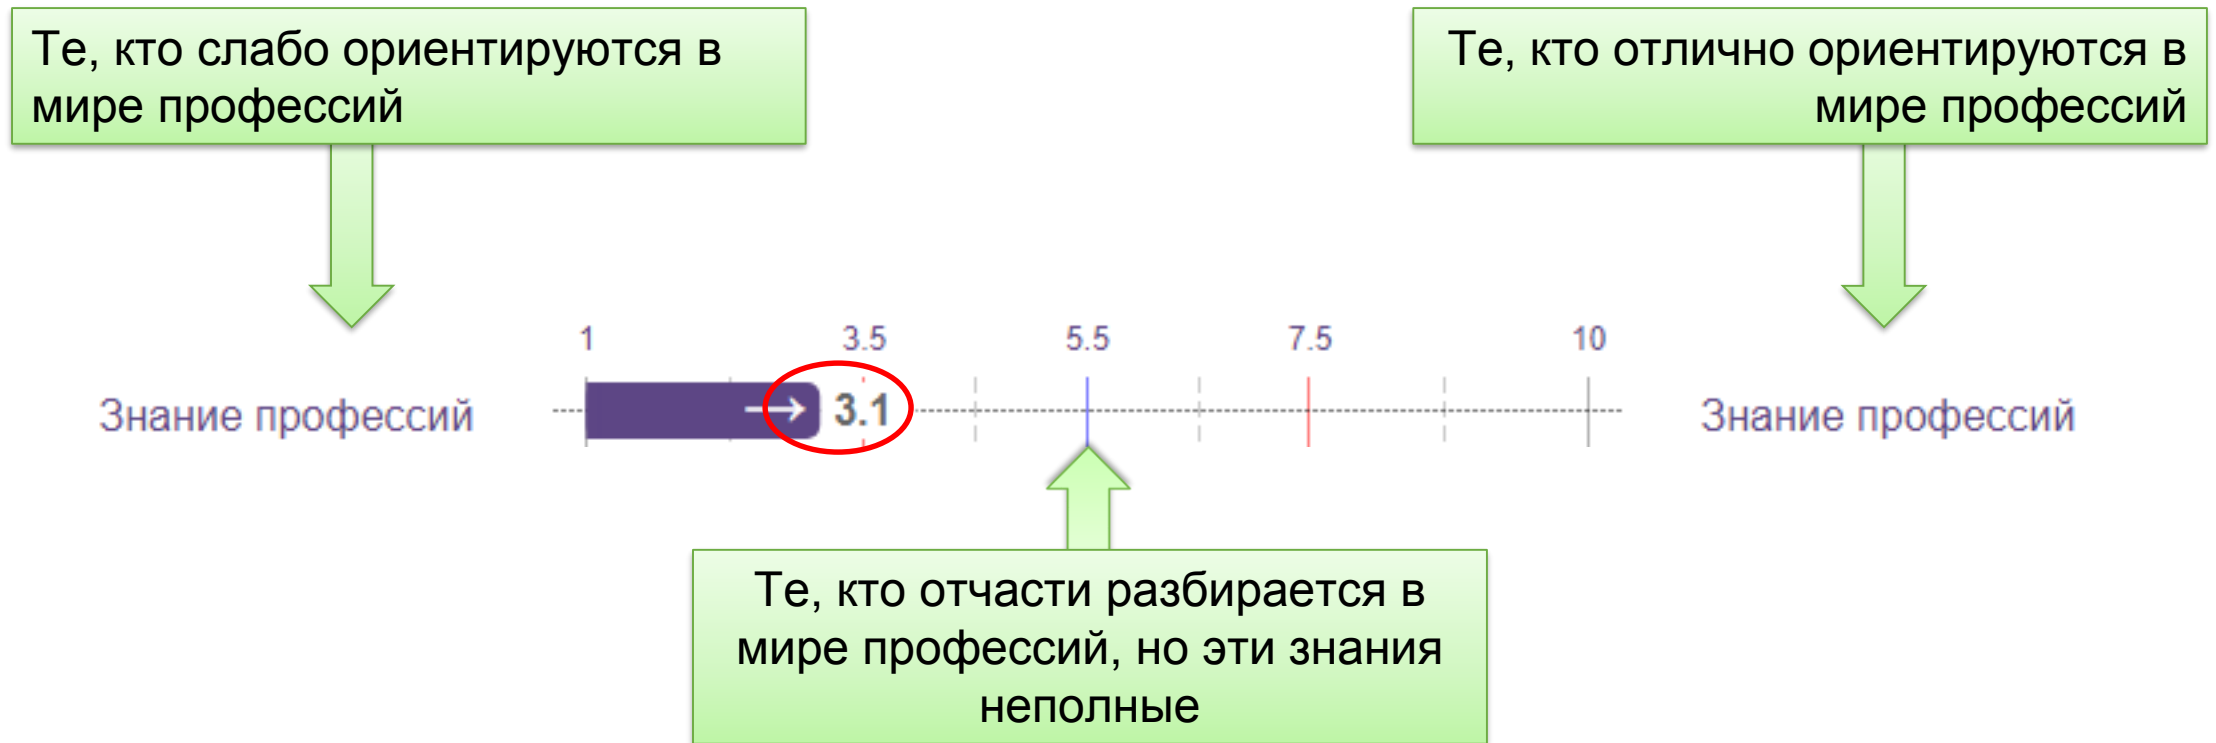 Те, кто слабо ориентируются в
мире профессий
Те, кто отлично ориентируются в
мире профессий
1 3.5 5.5 7.5 10
Знание профессий 3.1 Знание профессий
Те, кто отчасти разбирается в
мире профессий, но эти знания
неполные